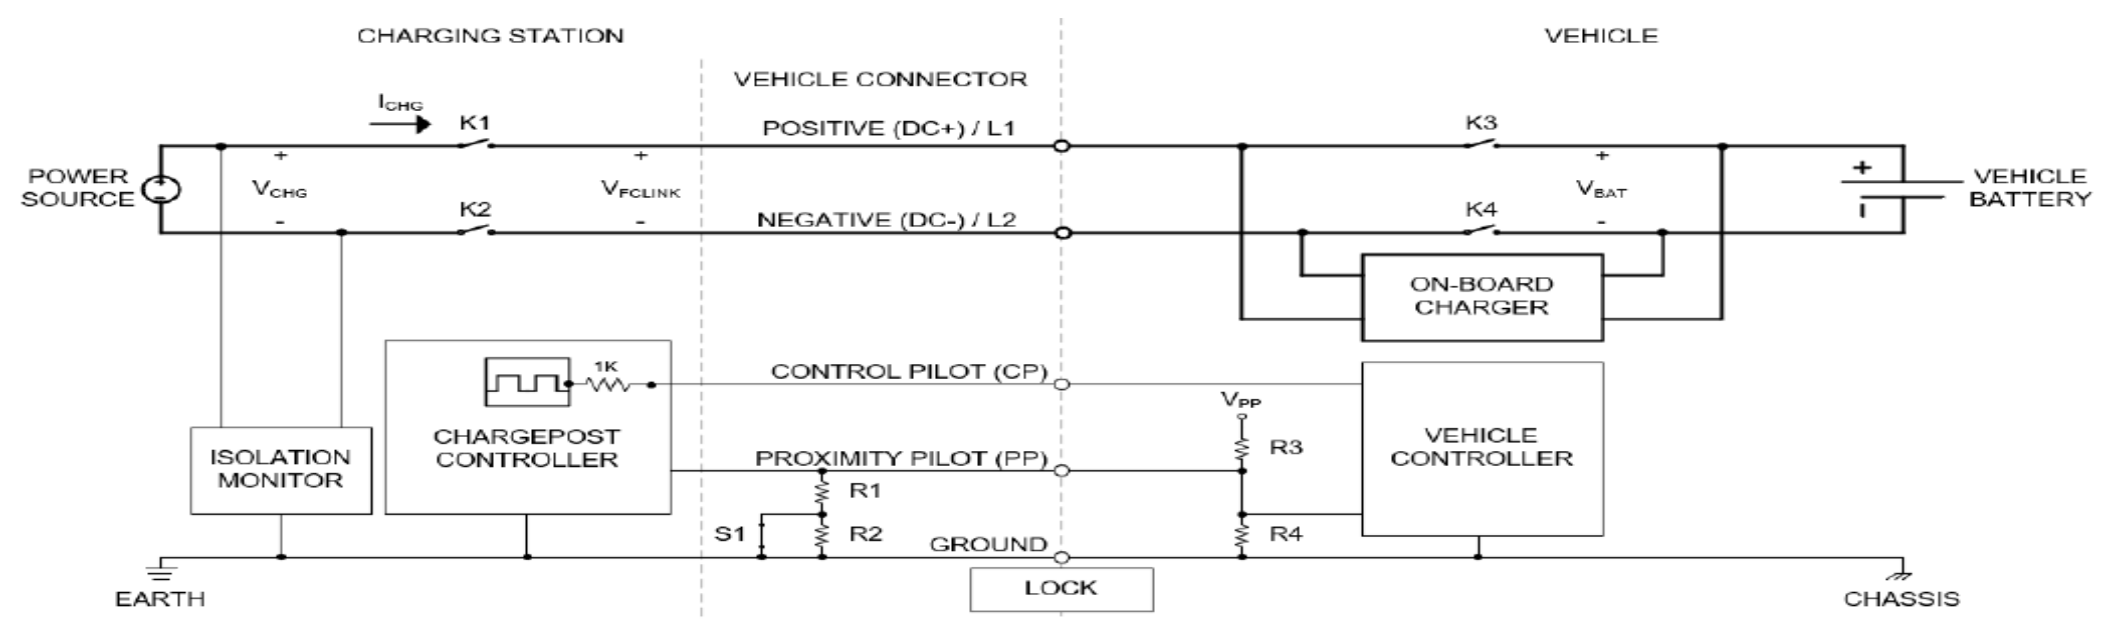 CHARGING STATION
VEHICLE
VEHICLE CONNECTOR
ICHG
K1
POSITIVE (DC+) / L1
K3
POWER
SOURCE
+
-
+
VCHG
-
+
VFCLINK
-
+
VBAT
-
+
-
VEHICLE
BATTERY
K2
NEGATIVE (DC-) / L2
K4
ON-BOARD
CHARGER
1K
CONTROL PILOT (CP)
VPP
CHARGEPOST
CONTROLLER
ISOLATION
MONITOR
PROXIMITY PILOT (PP)
R3
VEHICLE
CONTROLLER
R1
S1
R2
R4
GROUND
LOCK
EARTH
CHASSIS